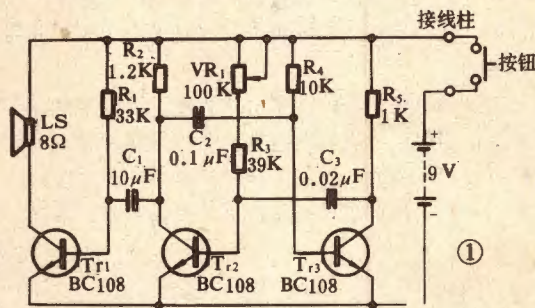 接线柱
按钮
R₂
1.2K
R₁
33K
VR₁
100K
R₄
10K
R₅
1K
LS
8Ω
C₁
10μF
C₂
0.1μF
R₃
39K
C₃
0.02μF
+
9V
-
①
Tr1
BC108
Tr2
BC108
Tr3
BC108